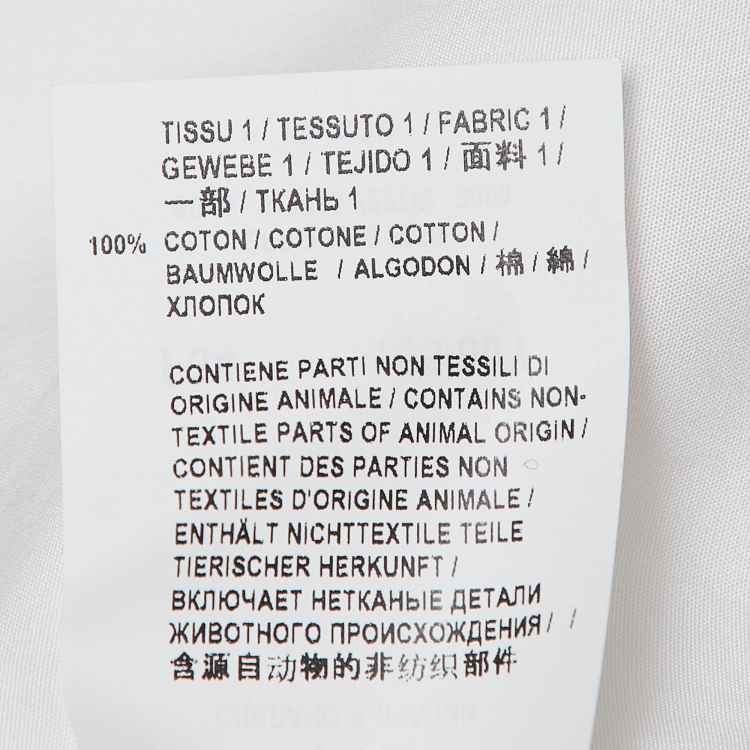 TISSU 1 / TESSUTO 1 / FABRIC 1 /
GEWEBE 1 / TEJIDO 1 / 面料 1 /
一部 / ТКАНЬ 1
100% COTON / COTONE / COTTON /
BAUMWOLLE / ALGODON / 棉 / 綿 /
ХЛОПОК
CONTIENE PARTI NON TESSILI DI
ORIGINE ANIMALE / CONTAINS NON-
TEXTILE PARTS OF ANIMAL ORIGIN /
CONTIENT DES PARTIES NON
TEXTILES D'ORIGINE ANIMALE /
ENTHÄLT NICHTTEXTILE TEILE
TIERISCHER HERKUNFT /
ВКЛЮЧАЕТ НЕТКАНЫЕ ДЕТАЛИ
ЖИВОТНОГО ПРОИСХОЖДЕНИЯ / /
含源自动物的非纺织部件